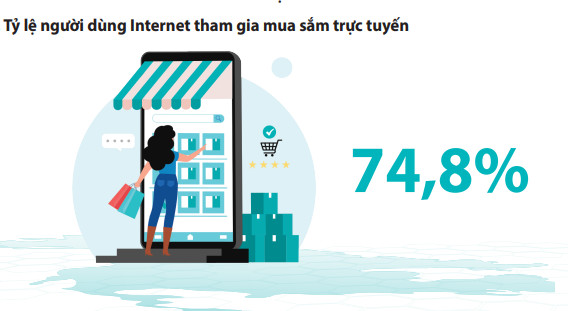 Tỷ lệ người dùng Internet tham gia mua sắm trực tuyến
74,8%